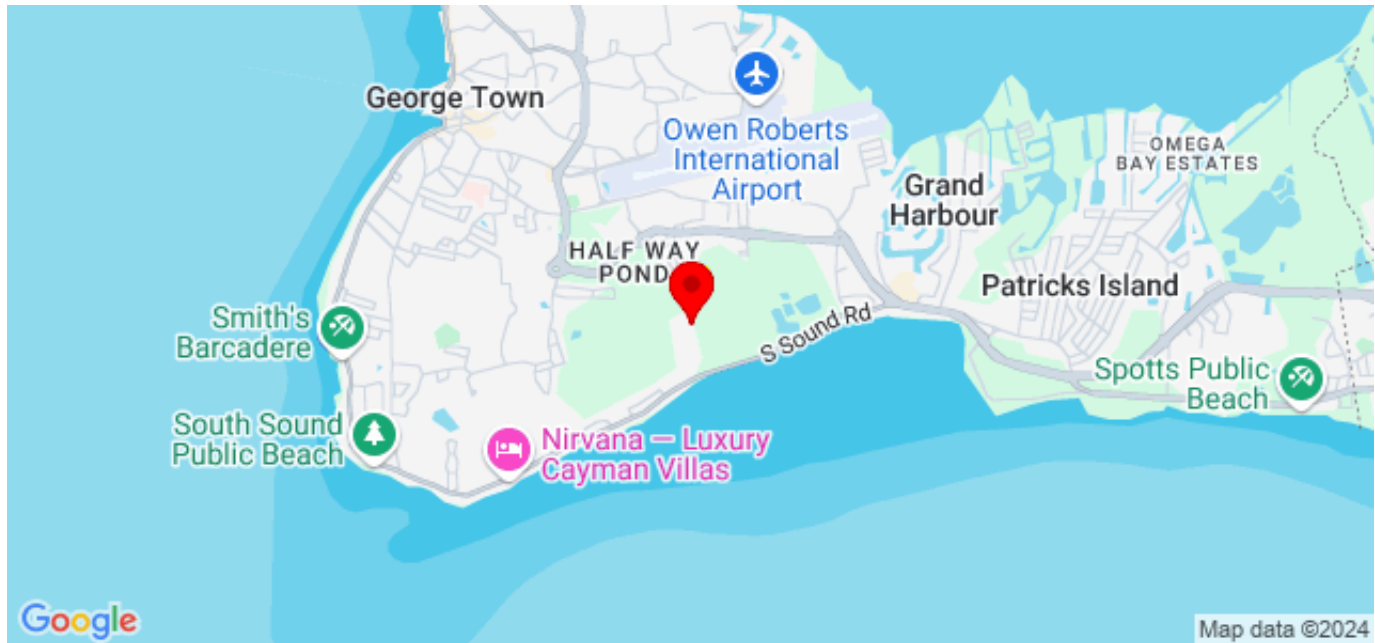 George Town
Owen Roberts
International
Airport
OMEGA
BAY ESTATES
Grand
Harbour
HALF WAY
POND
Patricks Island
Smith's
Barcadere
S Sound Rd
Spotts Public
Beach
South Sound
Public Beach
Nirvana — Luxury
Cayman Villas
Google
Map data ©2024